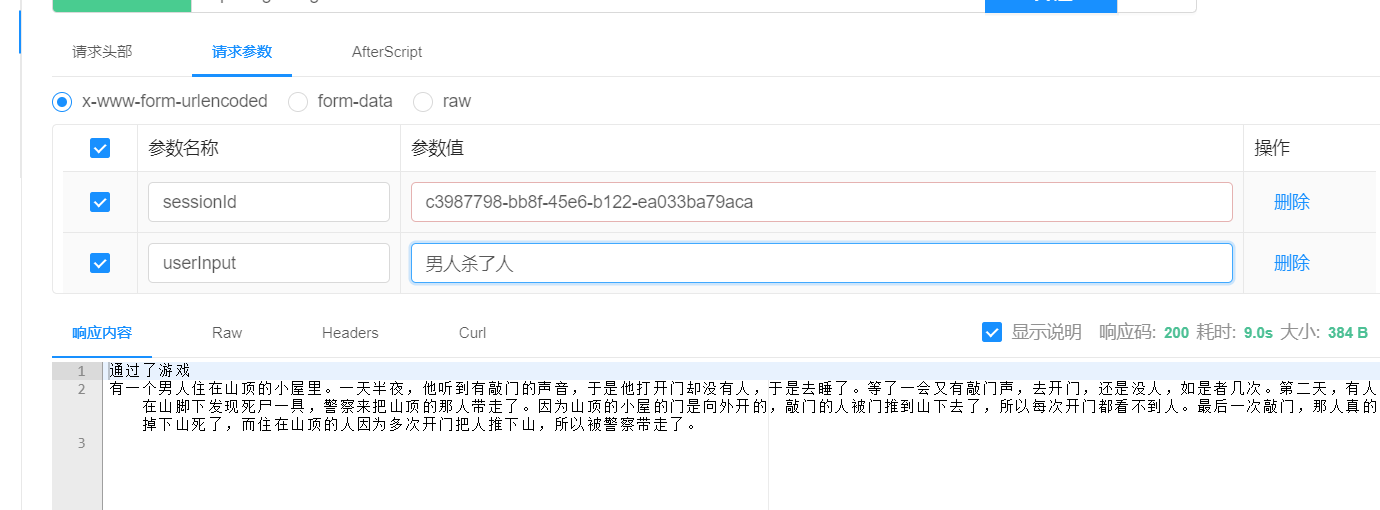 请求头部 请求参数 AfterScript
x-www-form-urlencoded form-data raw
参数名称 参数值 操作
sessionId c3987798-bb8f-45e6-b122-ea033ba79aca 删除
userInput 男人杀了人 删除
响应内容 Raw Headers Curl 显示说明 响应码: 200 耗时: 9.0s 大小: 384 B
1 通过了游戏
2 有一个男人住在山顶的小屋里。一天半夜，他听到有敲门的声音，于是他打开门却没有人，于是去睡了。等了一会又有敲门声，去开门，还是没人，如是者几次。第二天，有人
在山脚下发现死尸一具，警察来把山顶的那人带走了。因为山顶的小屋的门是向外开的，敲门的人被门推到山下去了，所以每次开门都看不到人。最后一次敲门，那人真的
掉下山死了，而住在山顶的人因为多次开门把人推下山，所以被警察带走了。
3